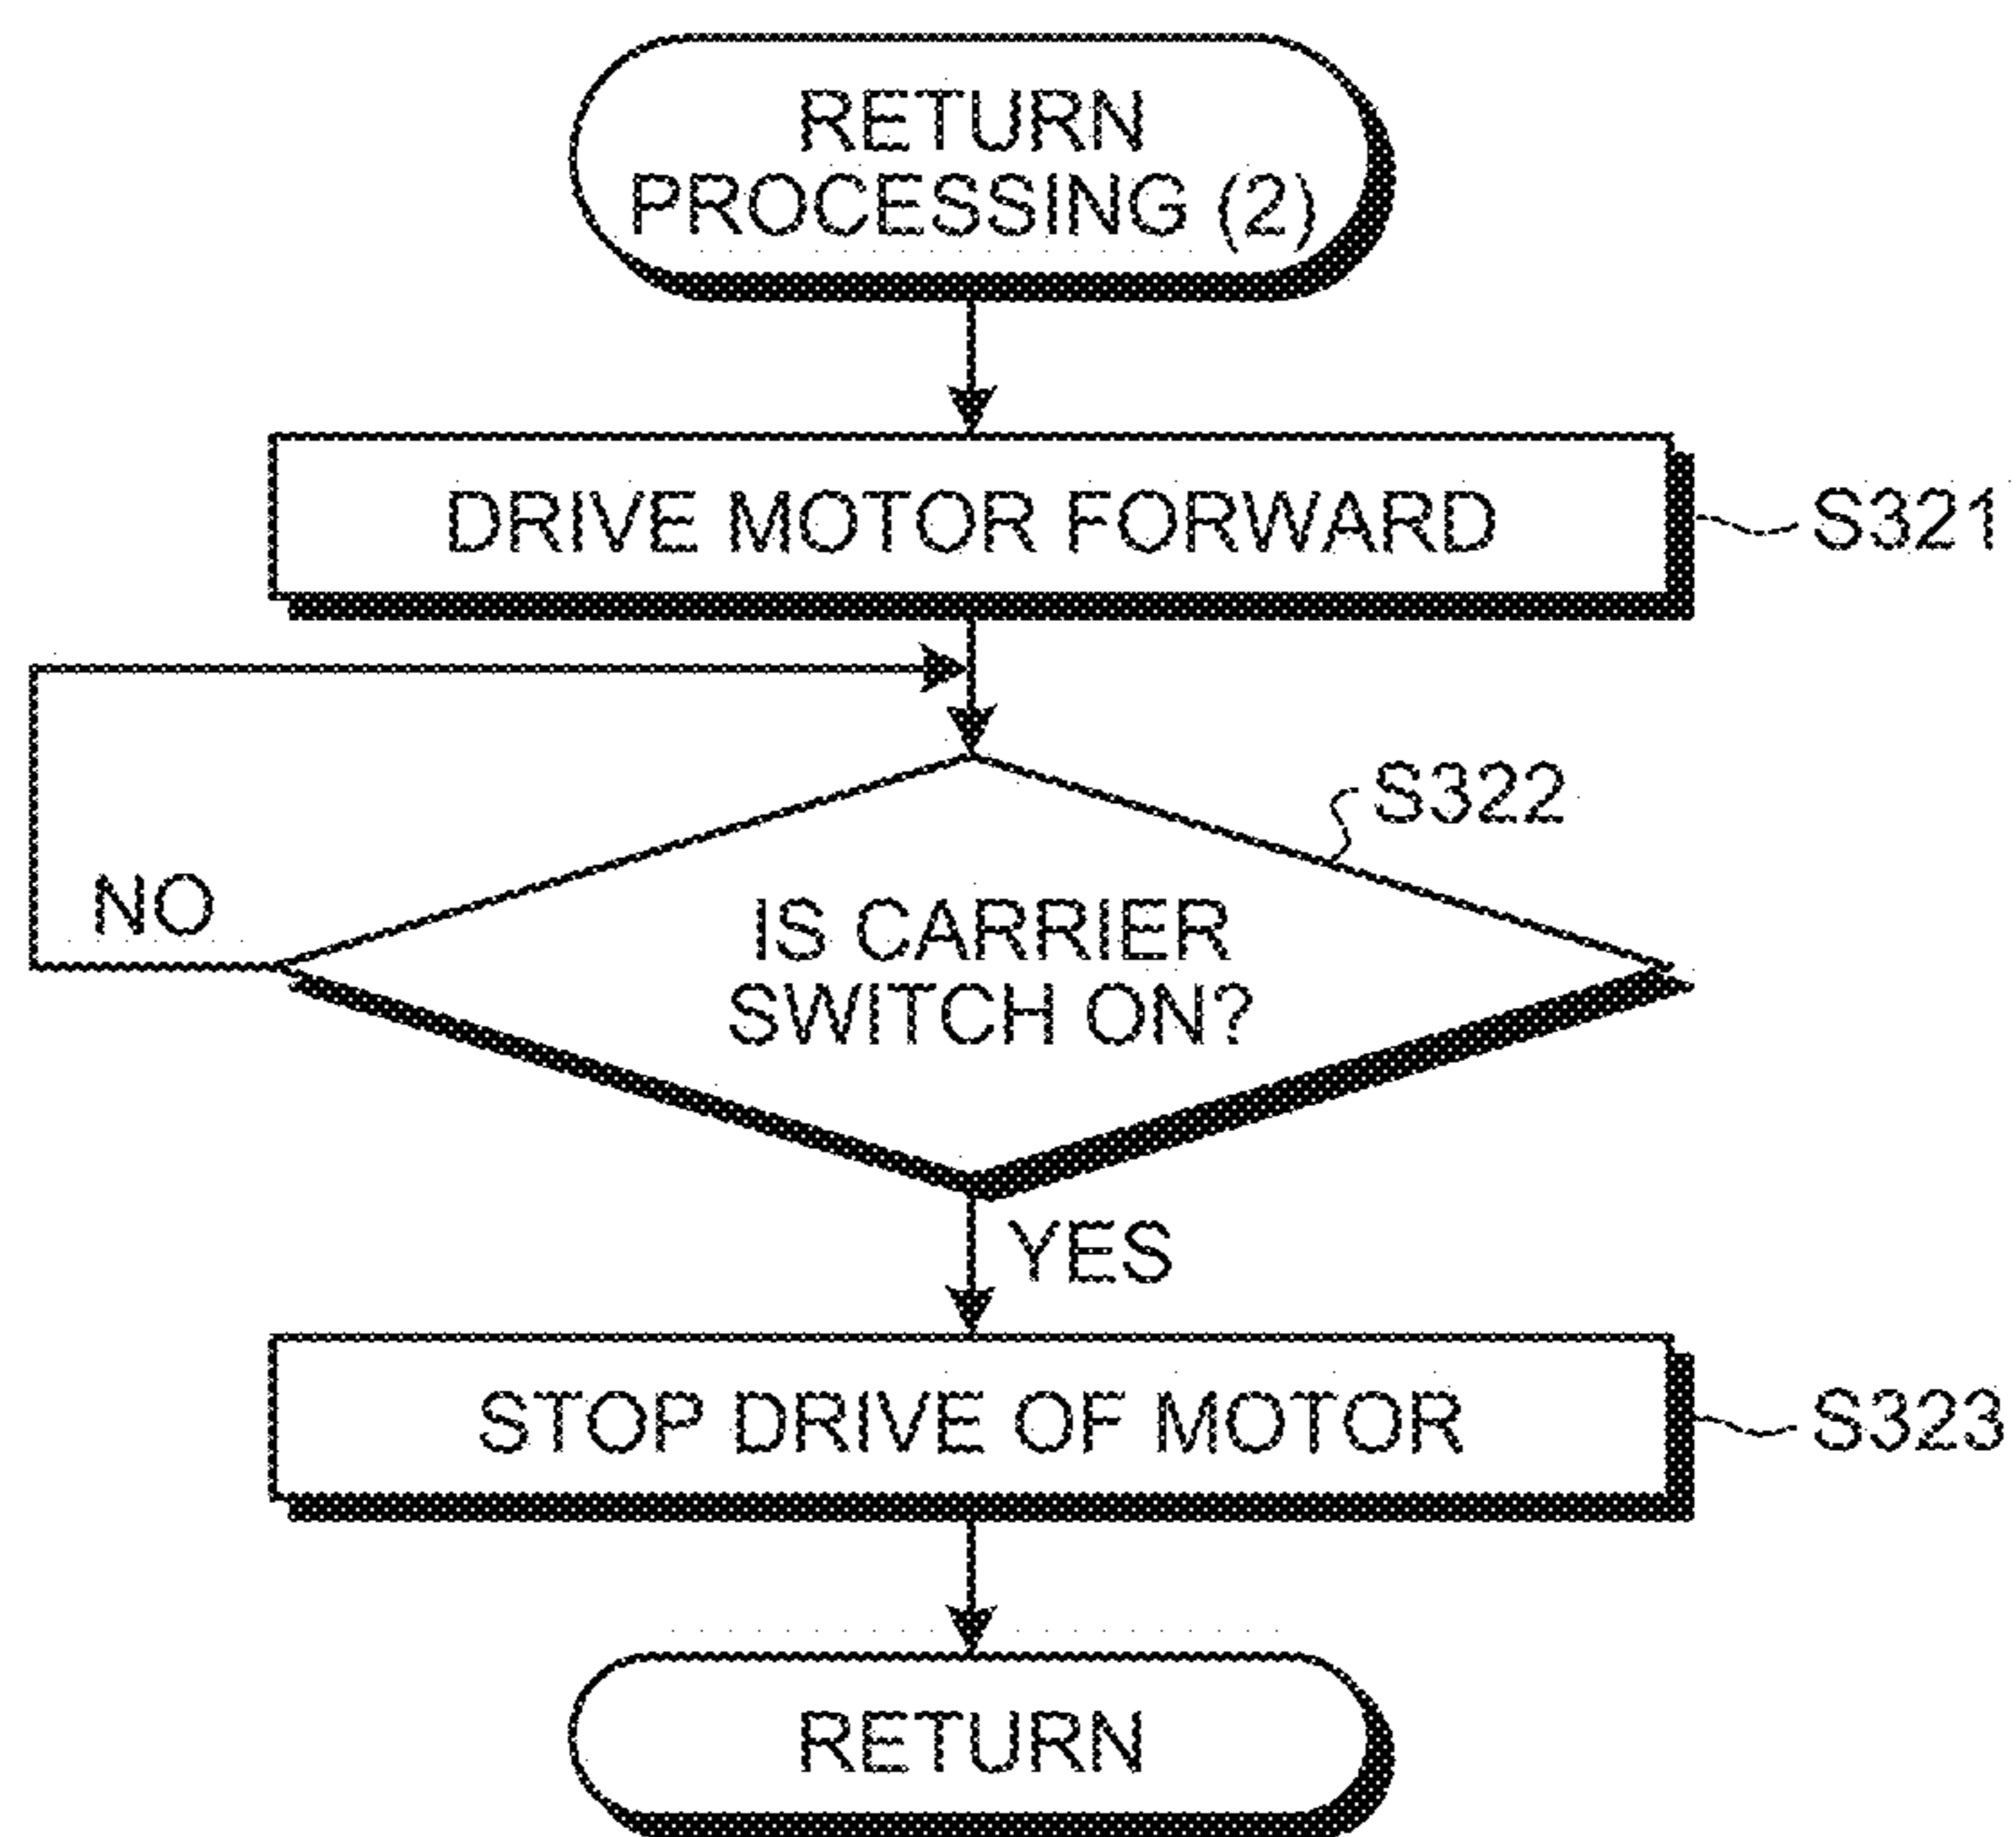 RETURN
PROCESSING (2)
DRIVE MOTOR FORWARD
S321
S322
NO
IS CARRIER
SWITCH ON?
YES
STOP DRIVE OF MOTOR
S323
RETURN